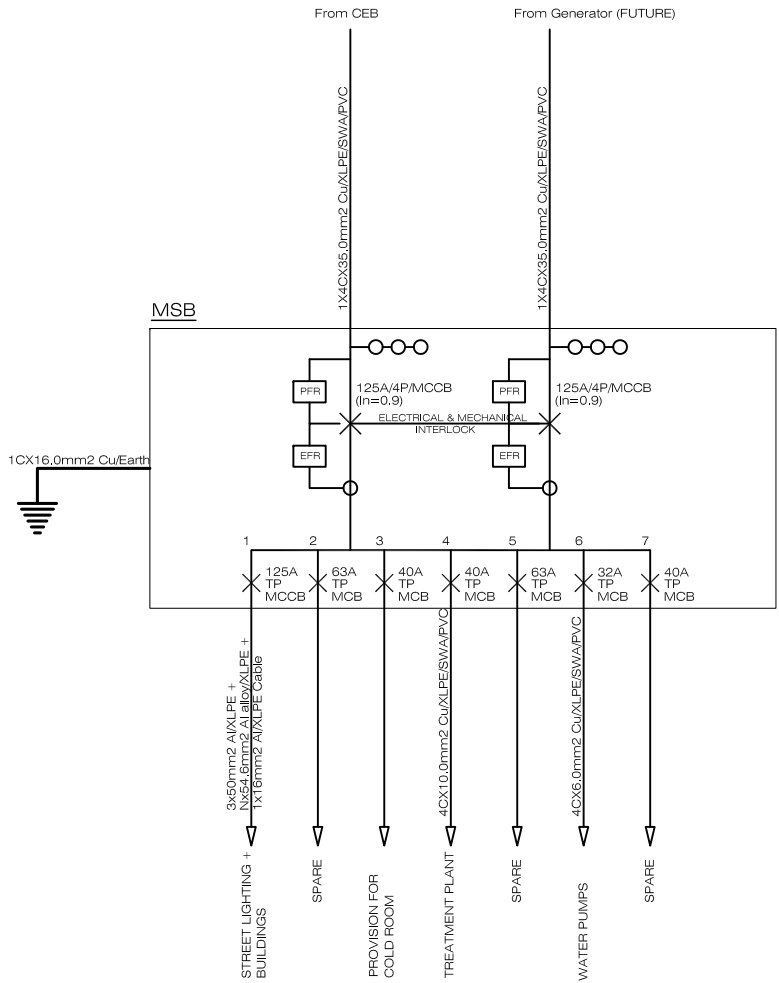 From CEB
From Generator (FUTURE)
1X4CX35.0mm2 Cu/XLPE/SWA/PVC
1X4CX35.0mm2 Cu/XLPE/SWA/PVC
MSB
PFR
125A/4P/MCCB
(In=0.9)
PFR
125A/4P/MCCB
(In=0.9)
ELECTRICAL & MECHANICAL
INTERLOCK
EFR
EFR
1CX16.0mm2 Cu/Earth
1
2
3
4
5
6
7
125A
TP
MCCB
63A
TP
MCB
40A
TP
MCB
40A
TP
MCB
63A
TP
MCB
32A
TP
MCB
40A
TP
MCB
3x50mm2 Al/XLPE +
Nx54.6mm2 Al alloy/XLPE +
1x16mm2 Al/XLPE Cable
4CX10.0mm2 Cu/XLPE/SWA/PVC
4CX6.0mm2 Cu/XLPE/SWA/PVC
STREET LIGHTING +
BUILDINGS
SPARE
PROVISION FOR
COLD ROOM
TREATMENT PLANT
SPARE
WATER PUMPS
SPARE